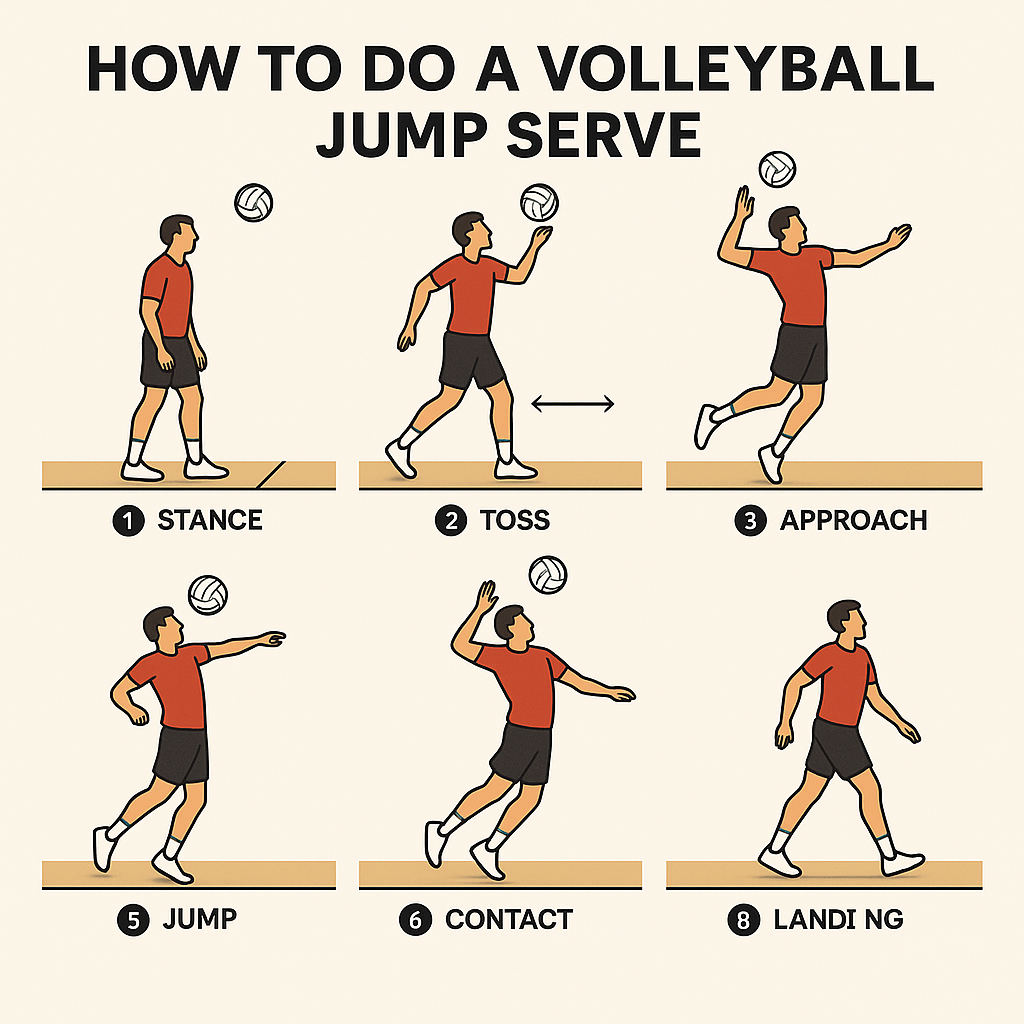 HOW TO DO A VOLLEYBALL
JUMP SERVE
1 STANCE
2 TOSS
3 APPROACH
5 JUMP
6 CONTACT
8 LANDI NG